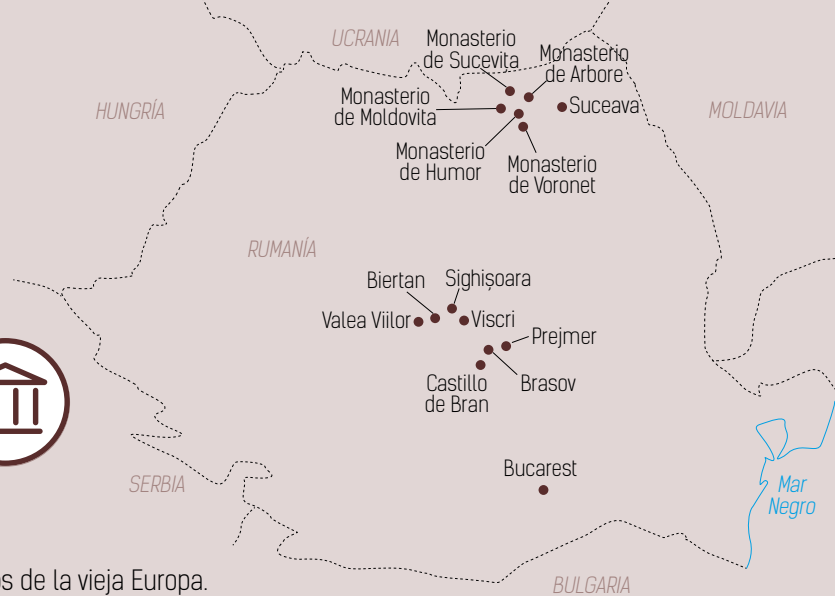 UCRANIA
Monasterio
de Sucevita
Monasterio
de Arbore
HUNGRÍA
Monasterio
de Moldovita
Suceava
MOLDAVIA
Monasterio
de Humor
Monasterio
de Voronet
RUMANÍA
Biertan
Sighişoara
Valea Viilor
Viscri
Prejmer
Castillo
de Bran
Brasov
Bucarest
SERBIA
Mar
Negro
de la vieja Europa.
BULGARIA